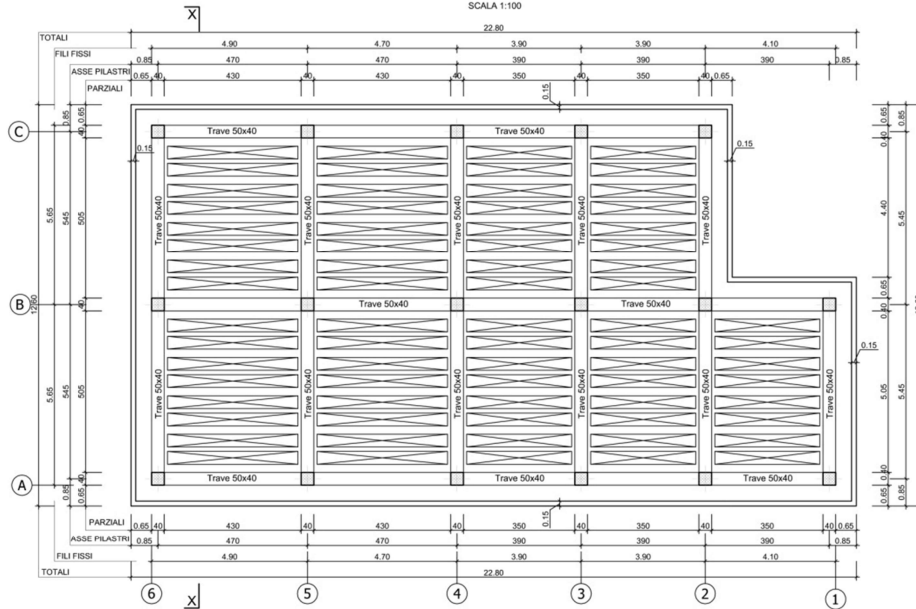 SCALA 1:100
X
22.80
TOTALI
FILI FISSI
4.90 4.70 3.90 3.90 4.10
0.85 470 470 390 390 390 0.85
ASSE PILASTRI
0.65 40 430 40 430 40 350 40 350 40 0.65
PARZIALI
0.15
C
Trave 50x40 Trave 50x40
0.85 0.65 40
0.65 0.85
0.40
0.15 0.15
5.65 545 505
Trave 50x40 Trave 50x40 Trave 50x40 Trave 50x40 Trave 50x40
4.40 5.45
0.65
B
12.60
40
Trave 50x40 Trave 50x40
0.40
0.15
5.65 545 505
Trave 50x40 Trave 50x40 Trave 50x40 Trave 50x40 Trave 50x40 Trave 50x40
5.05 5.45
A
Trave 50x40 Trave 50x40 Trave 50x40
40 0.65 0.85
0.40 0.65 0.85
0.15
PARZIALI
0.65 40 430 40 430 40 350 40 350 40 350 40 0.65
ASSE PILASTRI
0.85 470 470 390 390 390 0.85
FILI FISSI
4.90 4.70 3.90 3.90 4.10
TOTALI
22.80
X
6 5 4 3 2 1